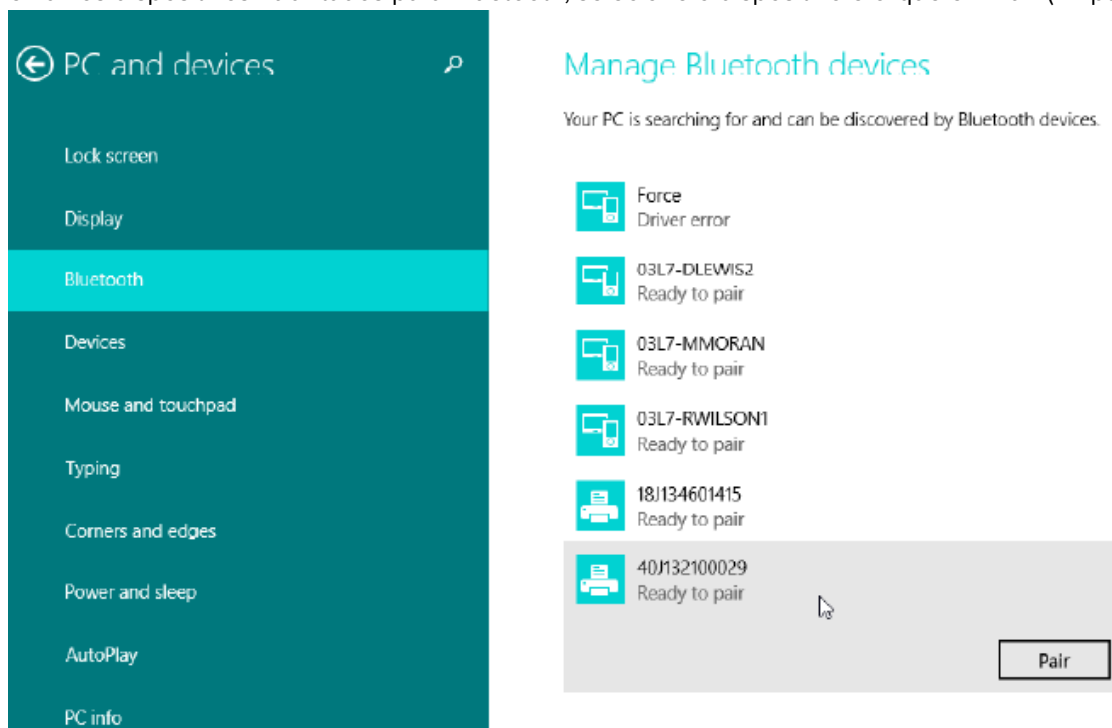 PC and devices
Lock screen
Display
Bluetooth
Devices
Mouse and touchpad
Typing
Corners and edges
Power and sleep
AutoPlay
PC info
Manage Bluetooth devices
Your PC is searching for and can be discovered by Bluetooth devices.
Force
Driver error
03L7-DLEWIS2
Ready to pair
03L7-MMORAN
Ready to pair
03L7-RWILSON1
Ready to pair
18J134601415
Ready to pair
40J132100029
Ready to pair
Pair